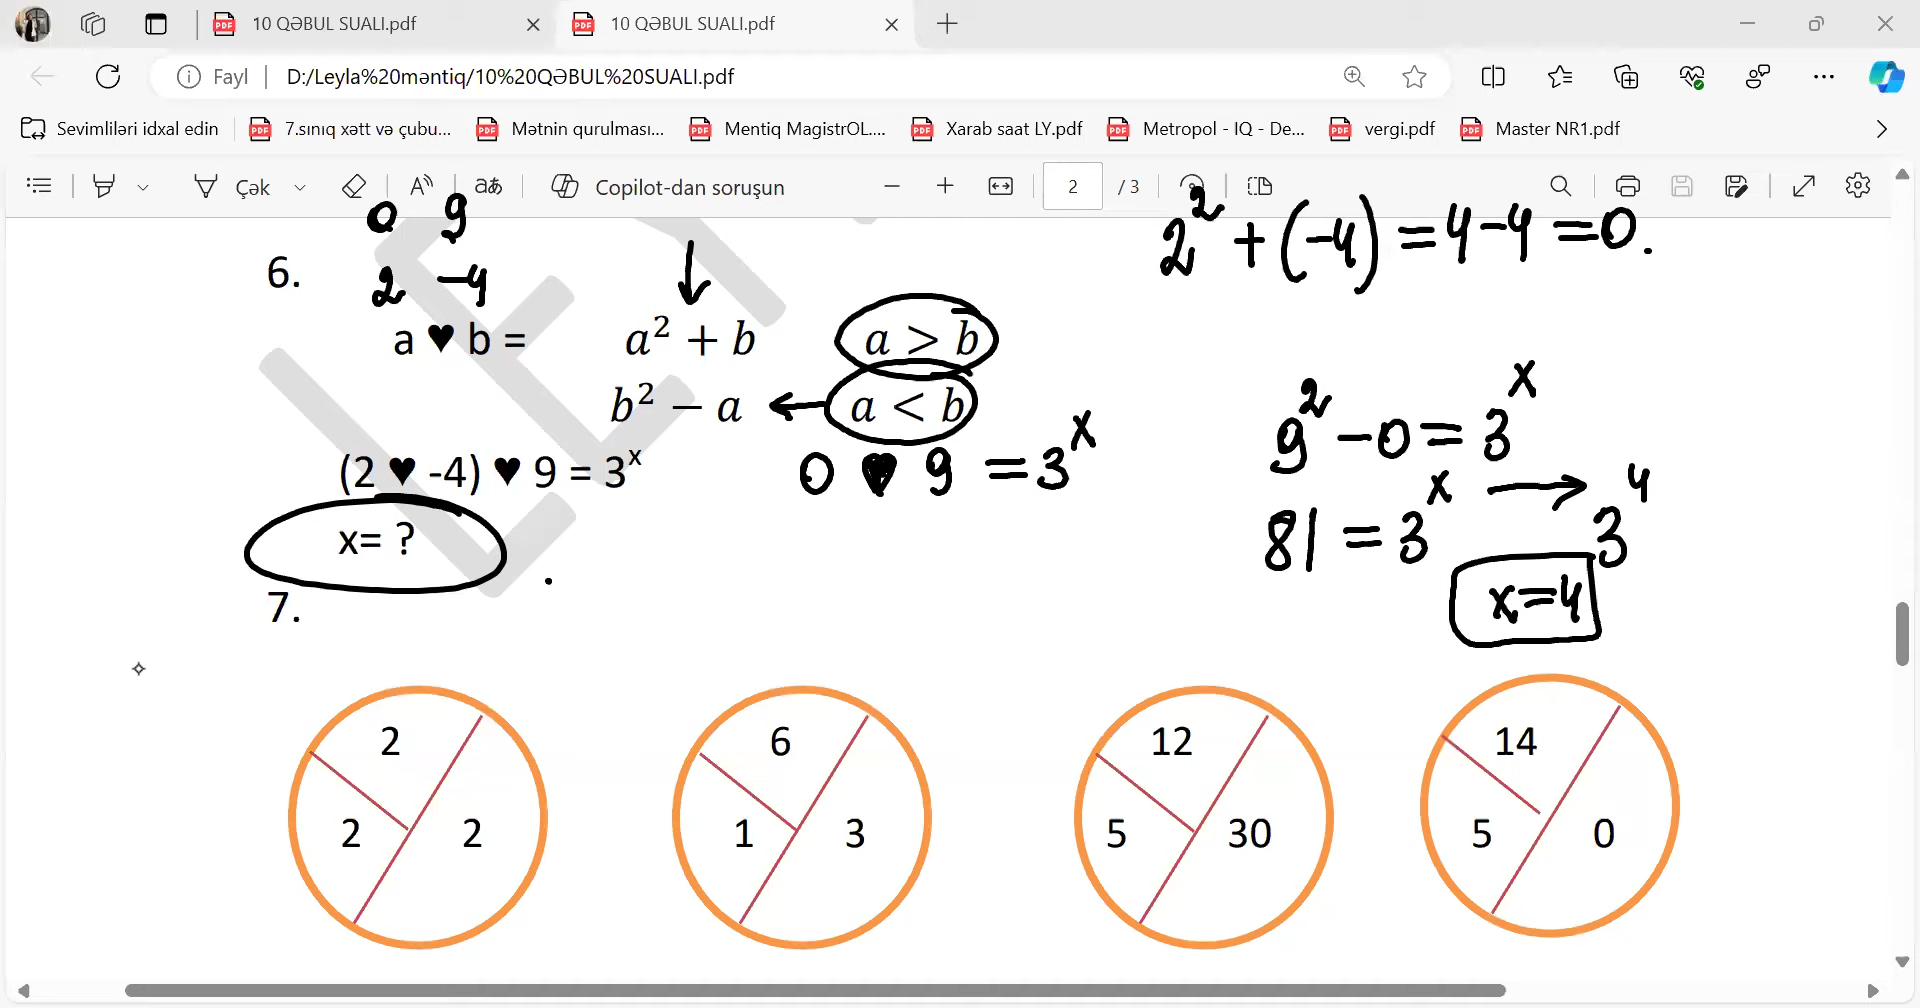 10 QƏBUL SUALI.pdf
10 QƏBUL SUALI.pdf
Fayl
D:/Leyla%20məntiq/10%20QƏBUL%20SUALI.pdf
Sevimliləri idxal edin
7.sınıq xətt və çubu...
Mətnin qurulması...
Mentiq MagistrOL....
Xarab saat LY.pdf
Metropol - IQ - De...
vergi.pdf
Master NR1.pdf
Çək
aあ
Copilot-dan soruşun
2 / 3
0 9
2² + (-4) = 4-4 = 0.
6.
2 -4
a ♥ b = a² + b a > b
b² − a ← a < b
9² - 0 = 3ˣ
(2 ♥ -4) ♥ 9 = 3ˣ
0 ♥ 9 = 3ˣ
81 = 3ˣ → 3⁴
x= ?
x=4
7.
2
2 2
6
1 3
12
5 30
14
5 0